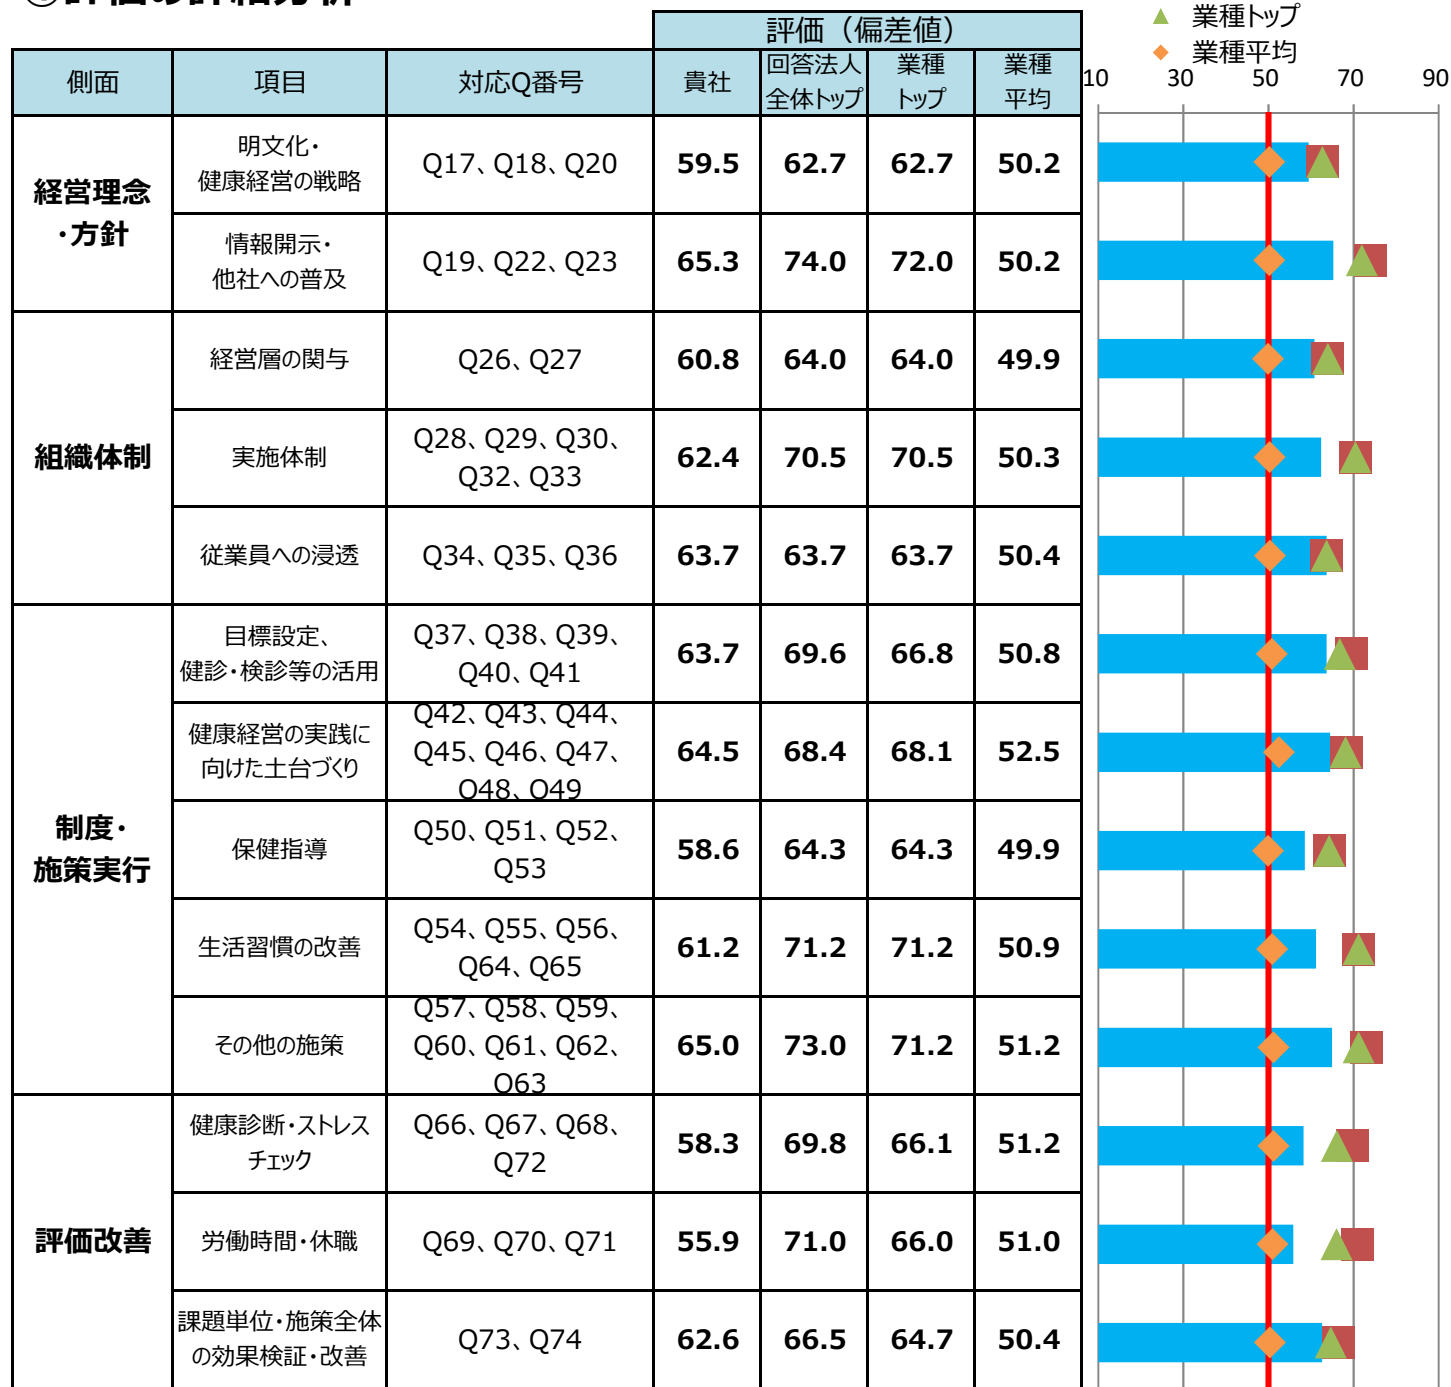 ①評価の詳細分析
▲ 業種トップ
◆ 業種平均
評価（偏差値）
側面 項目 対応Q番号 貴社 回答法人全体トップ 業種トップ 業種平均
10 30 50 70 90
経営理念・方針
明文化・健康経営の戦略 Q17、Q18、Q20 59.5 62.7 62.7 50.2
情報開示・他社への普及 Q19、Q22、Q23 65.3 74.0 72.0 50.2
組織体制
経営層の関与 Q26、Q27 60.8 64.0 64.0 49.9
実施体制 Q28、Q29、Q30、Q32、Q33 62.4 70.5 70.5 50.3
従業員への浸透 Q34、Q35、Q36 63.7 63.7 63.7 50.4
制度・施策実行
目標設定、健診・検診等の活用 Q37、Q38、Q39、Q40、Q41 63.7 69.6 66.8 50.8
健康経営の実践に向けた土台づくり Q42、Q43、Q44、Q45、Q46、Q47、Q48、Q49 64.5 68.4 68.1 52.5
保健指導 Q50、Q51、Q52、Q53 58.6 64.3 64.3 49.9
生活習慣の改善 Q54、Q55、Q56、Q64、Q65 61.2 71.2 71.2 50.9
その他の施策 Q57、Q58、Q59、Q60、Q61、Q62、Q63 65.0 73.0 71.2 51.2
評価改善
健康診断・ストレスチェック Q66、Q67、Q68、Q72 58.3 69.8 66.1 51.2
労働時間・休職 Q69、Q70、Q71 55.9 71.0 66.0 51.0
課題単位・施策全体の効果検証・改善 Q73、Q74 62.6 66.5 64.7 50.4